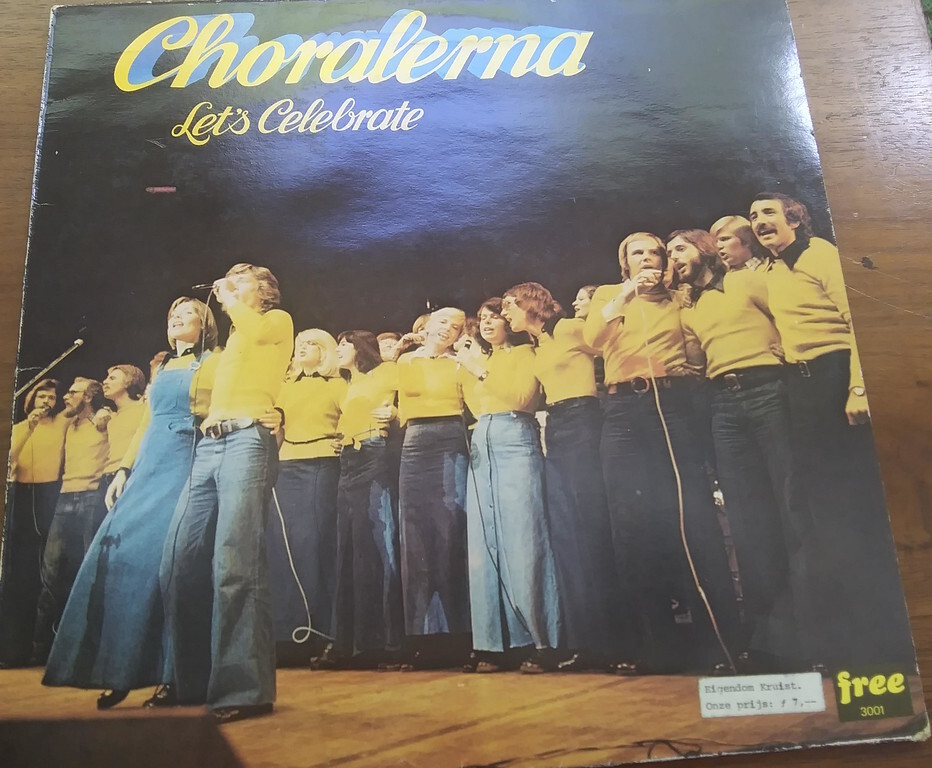 Choralerna
Let's Celebrate
Eigendom Kruist.
Onze prijs: f 7,--
free
3001